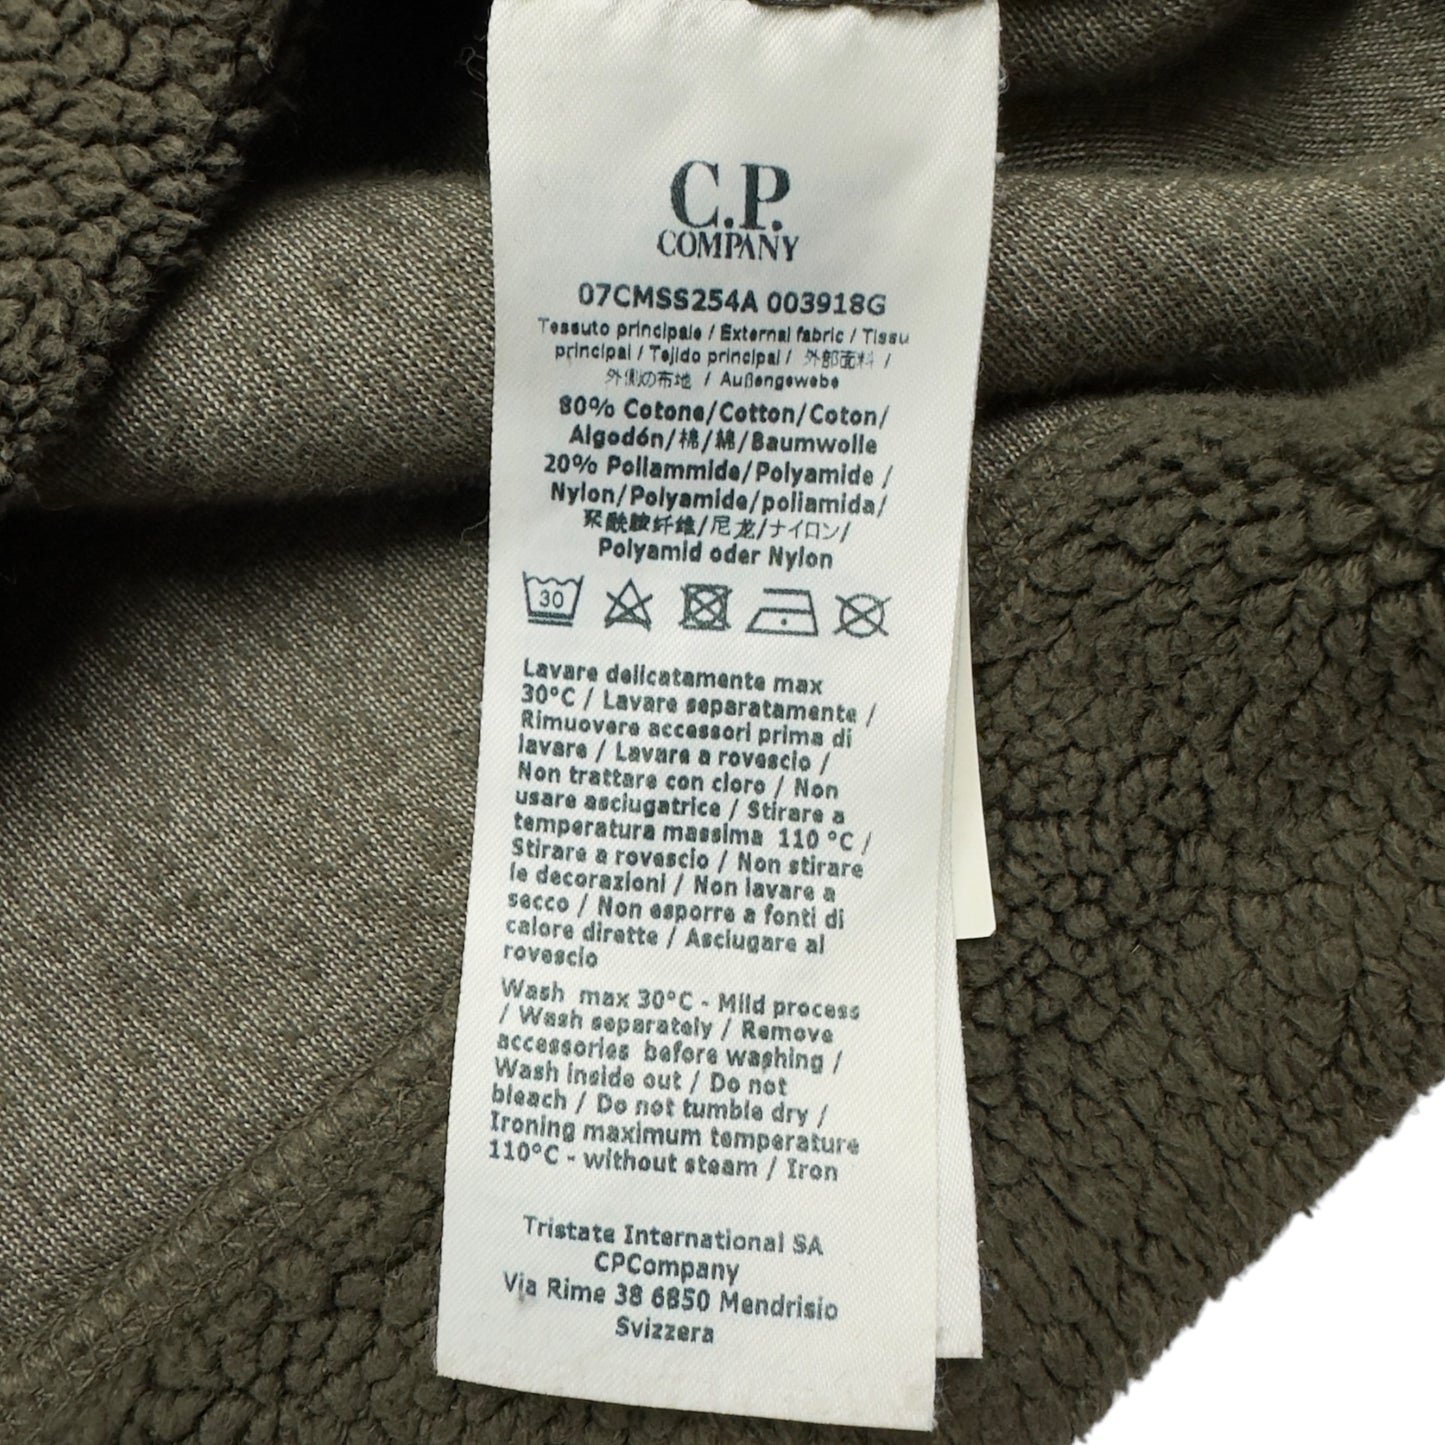 C.P.
COMPANY
07CMSS254A 003918G
Tessuto principale / External fabric / Tissu
principal / Tejido principal / 外部面料 /
外側の布地 / Außengewebe
80% Cotone/Cotton/Coton/
Algodón/棉/綿/Baumwolle
20% Poliammide/Polyamide /
Nylon/Polyamide/poliamida/
聚酰胺纤维/尼龙/ナイロン/
Polyamid oder Nylon
30
Lavare delicatamente max
30°C / Lavare separatamente /
Rimuovere accessori prima di
lavare / Lavare a rovescio /
Non trattare con cloro / Non
usare asciugatrice / Stirare a
temperatura massima 110 °C /
Stirare a rovescio / Non stirare
le decorazioni / Non lavare a
secco / Non esporre a fonti di
calore dirette / Asciugare al
rovescio
Wash max 30°C - Mild process
/ Wash separately / Remove
accessories before washing /
Wash inside out / Do not
bleach / Do not tumble dry /
Ironing maximum temperature
110°C - without steam / Iron
Tristate International SA
CPCompany
Via Rime 38 6850 Mendrisio
Svizzera